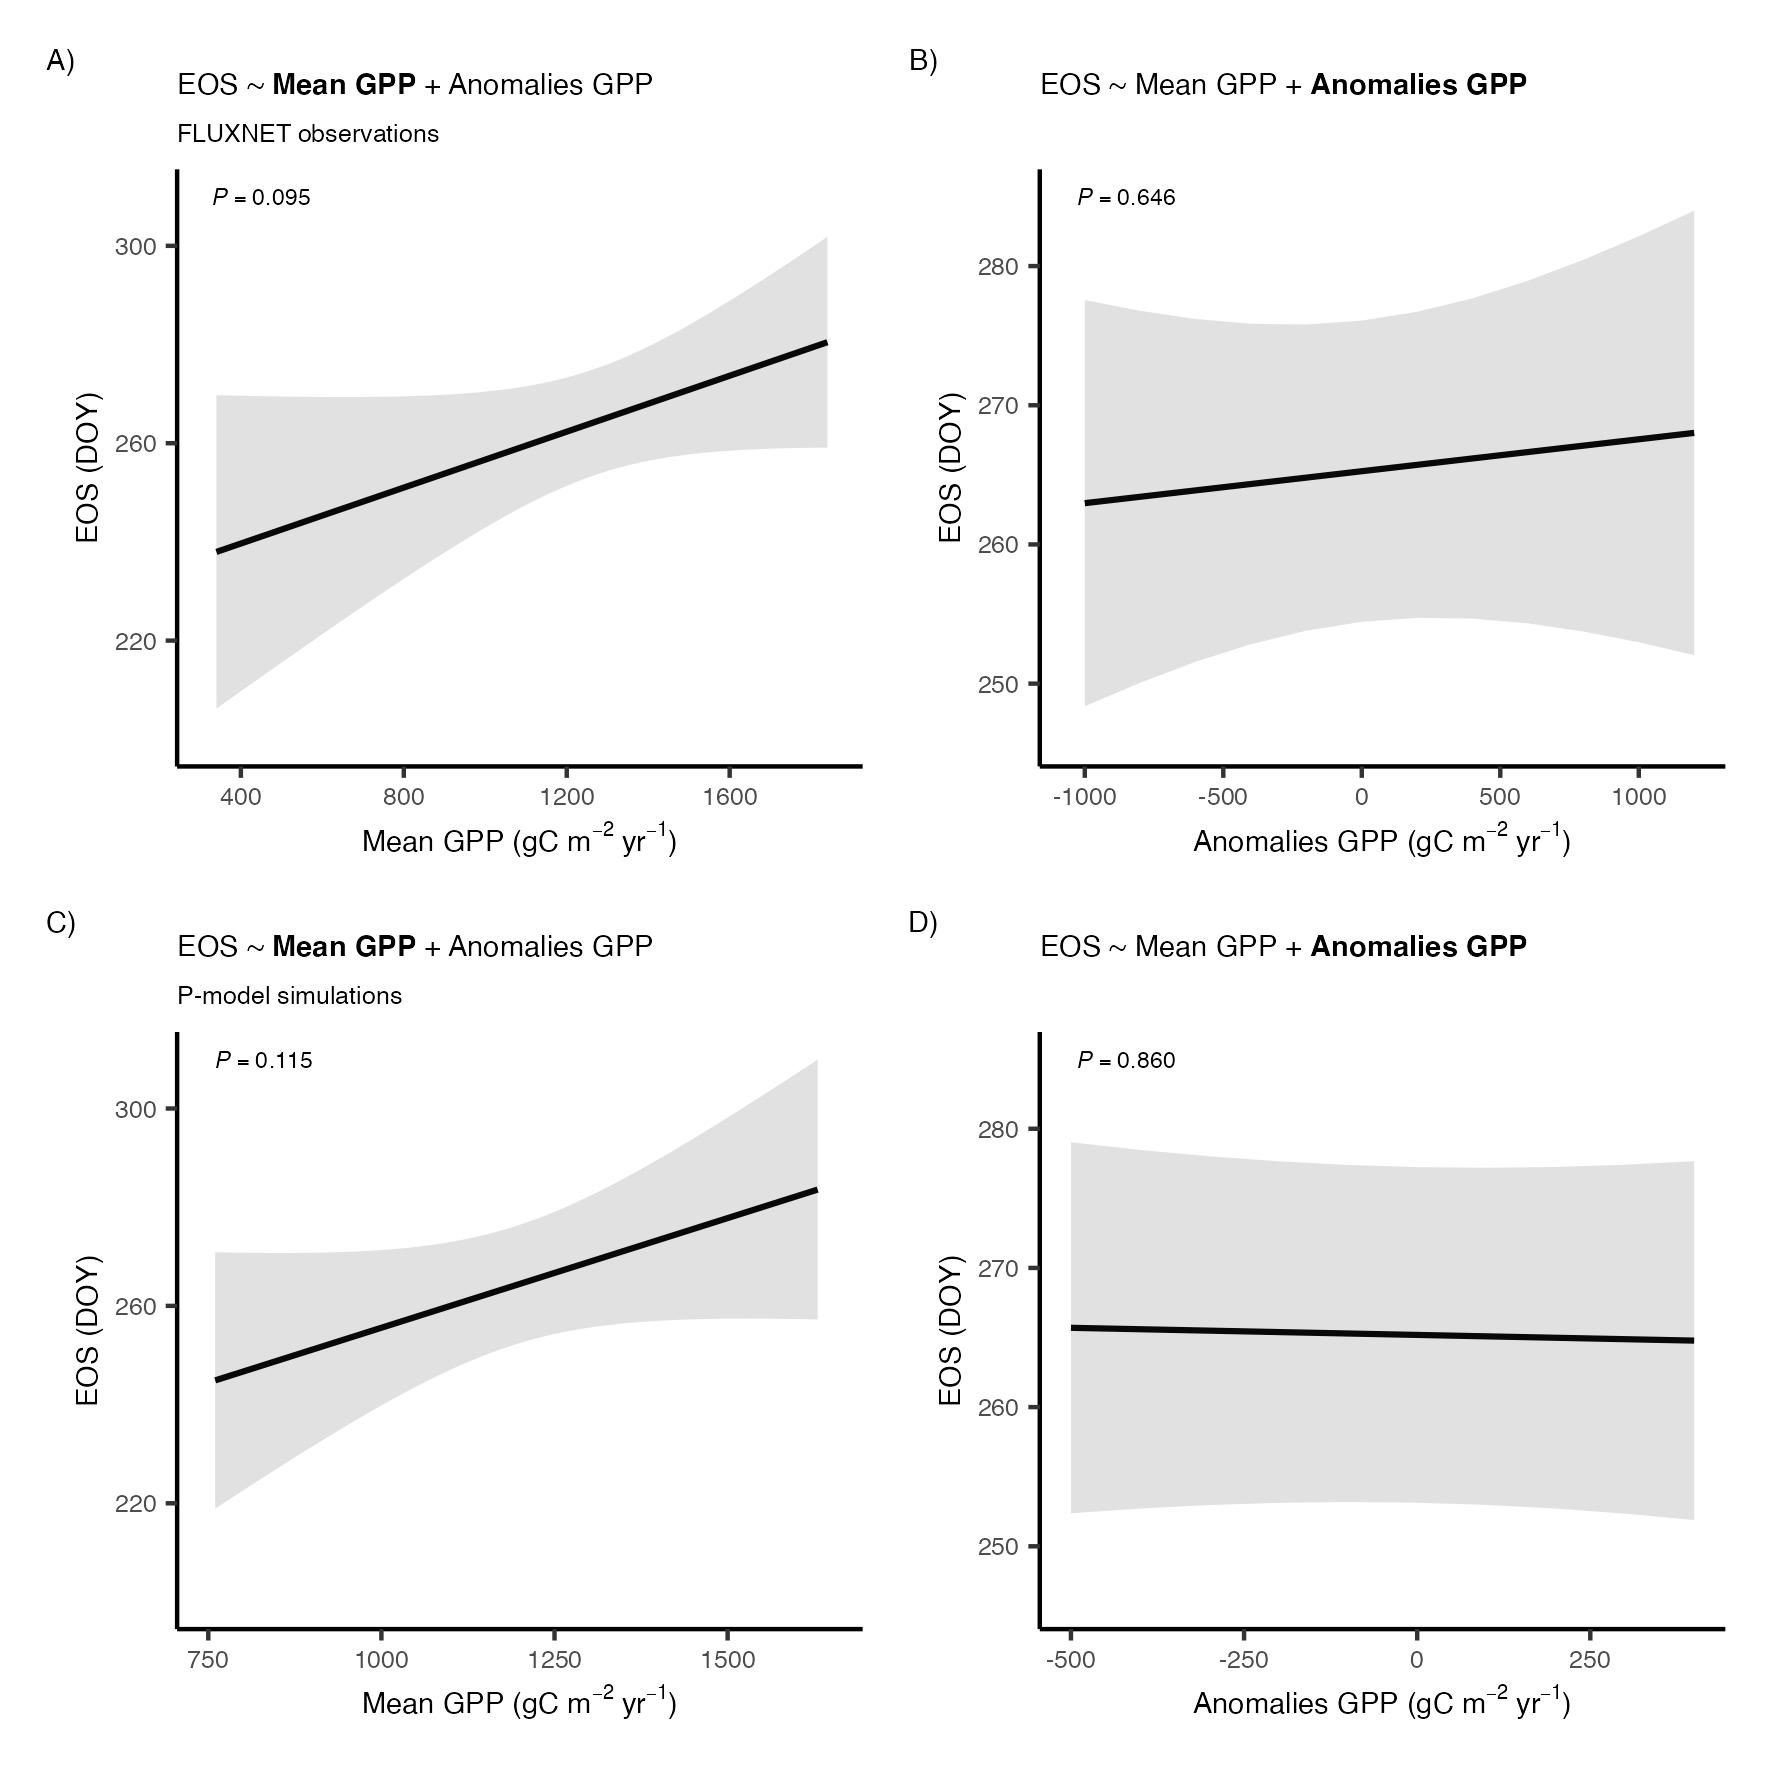 A)
EOS ~ Mean GPP + Anomalies GPP
FLUXNET observations
P = 0.095
300
260
220
EOS (DOY)
400 800 1200 1600
Mean GPP (gC m⁻² yr⁻¹)
B)
EOS ~ Mean GPP + Anomalies GPP
P = 0.646
280
270
260
250
EOS (DOY)
-1000 -500 0 500 1000
Anomalies GPP (gC m⁻² yr⁻¹)
C)
EOS ~ Mean GPP + Anomalies GPP
P-model simulations
P = 0.115
300
260
220
EOS (DOY)
750 1000 1250 1500
Mean GPP (gC m⁻² yr⁻¹)
D)
EOS ~ Mean GPP + Anomalies GPP
P = 0.860
280
270
260
250
EOS (DOY)
-500 -250 0 250
Anomalies GPP (gC m⁻² yr⁻¹)